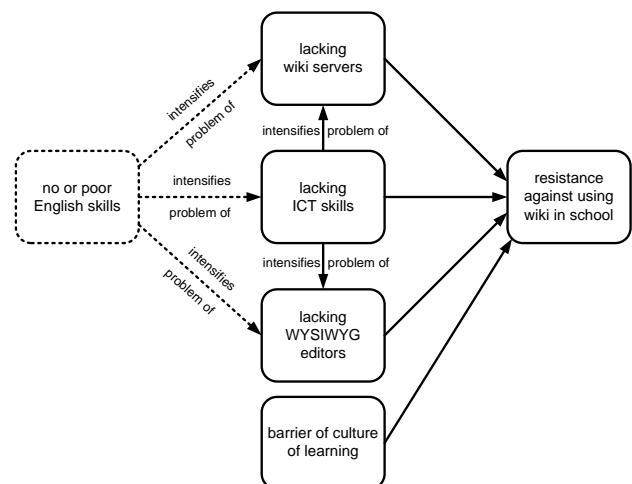 lacking
wiki servers
intensifies
problem of
intensifies problem of
no or poor
English skills
intensifies
problem of
lacking
ICT skills
resistance
against using
wiki in school
intensifies problem of
intensifies
problem of
lacking
WYSIWYG
editors
barrier of culture
of learning